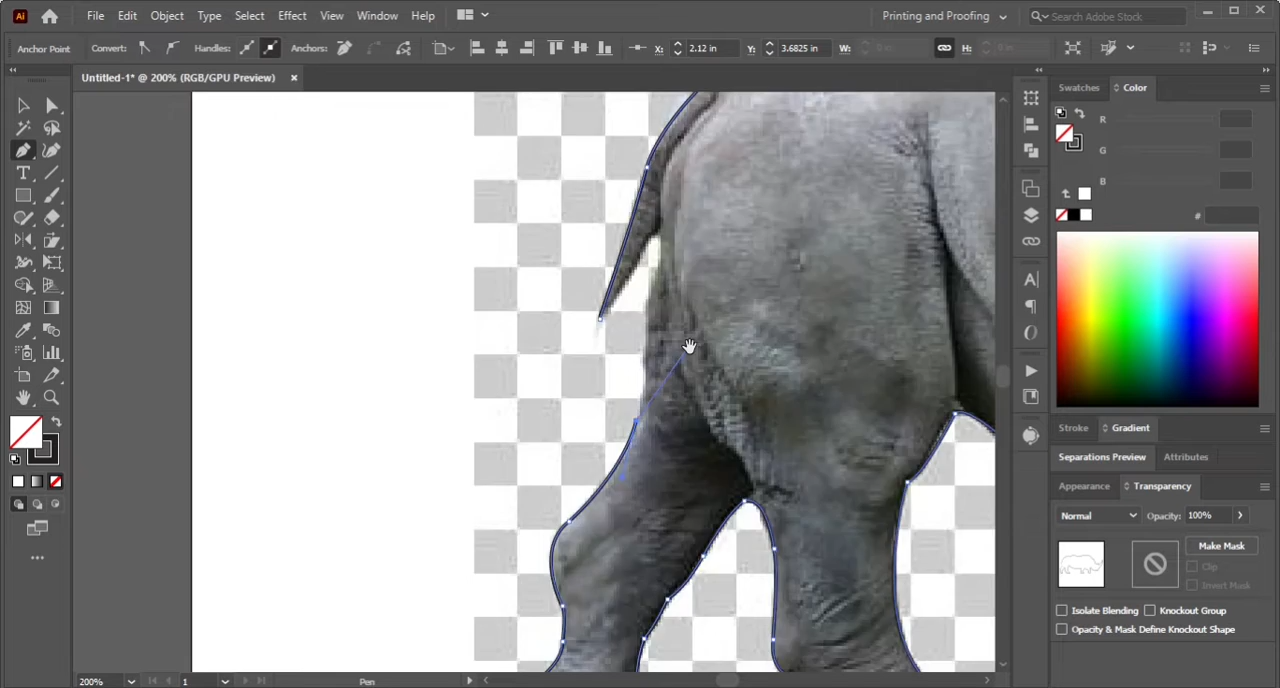 Ai File Edit Object Type Select Effect View Window Help Printing and Proofing Search Adobe Stock
Anchor Point Convert: Handles: Anchors: X: 2.12 in Y: 3.6825 in W: H:
Untitled-1* @ 200% (RGB/GPU Preview)
Swatches Color
R
G
B
#
Stroke Gradient
Separations Preview Attributes
Appearance Transparency
Normal Opacity: 100%
Make Mask
Clip
Invert Mask
Isolate Blending Knockout Group
Opacity & Mask Define Knockout Shape
200% 1 Pen